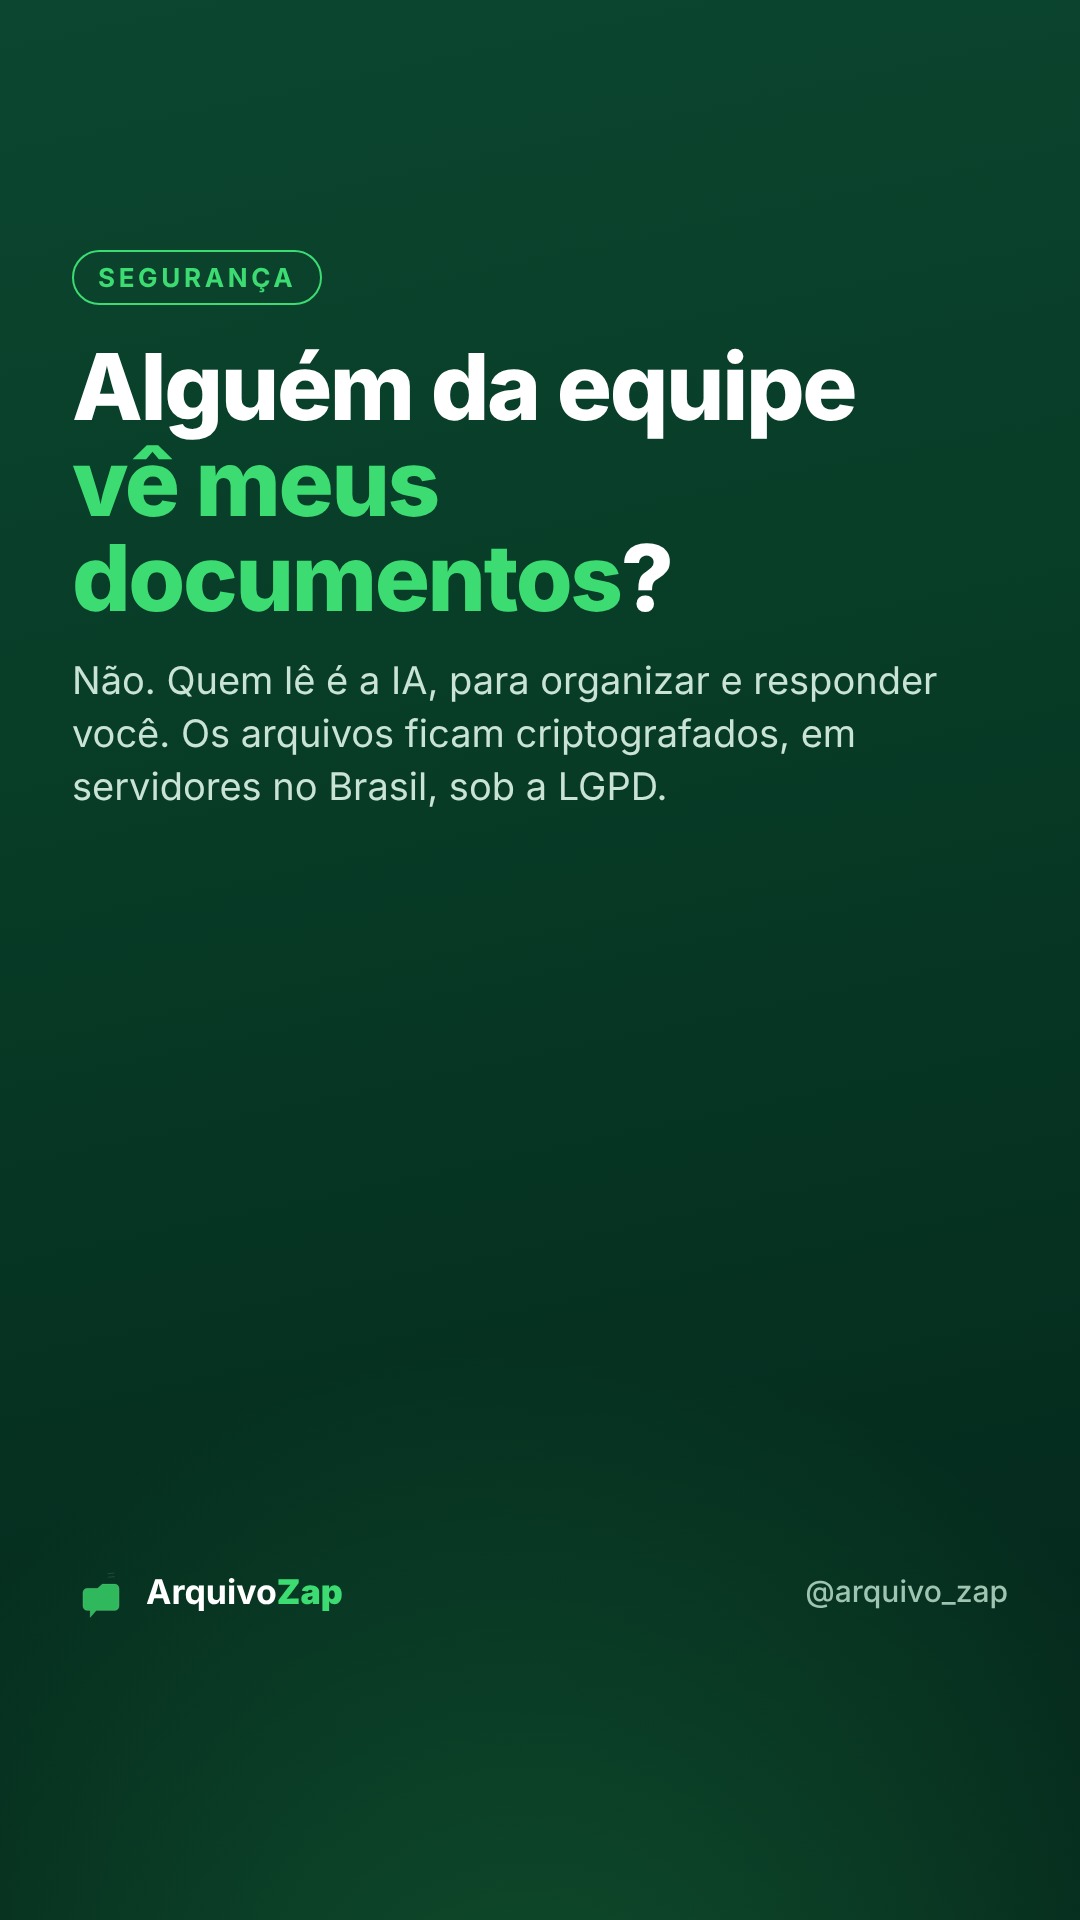 SEGURANÇA
Alguém da equipe
vê meus
documentos?
Não. Quem lê é a IA, para organizar e responder
você. Os arquivos ficam criptografados, em
servidores no Brasil, sob a LGPD.
ArquivoZap
@arquivo_zap